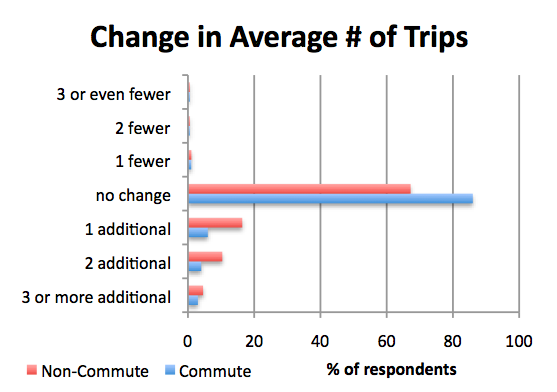 Change in Average # of Trips
3 or even fewer
2 fewer
1 fewer
no change
1 additional
2 additional
3 or more additional
0 20 40 60 80 100
Non-Commute Commute % of respondents